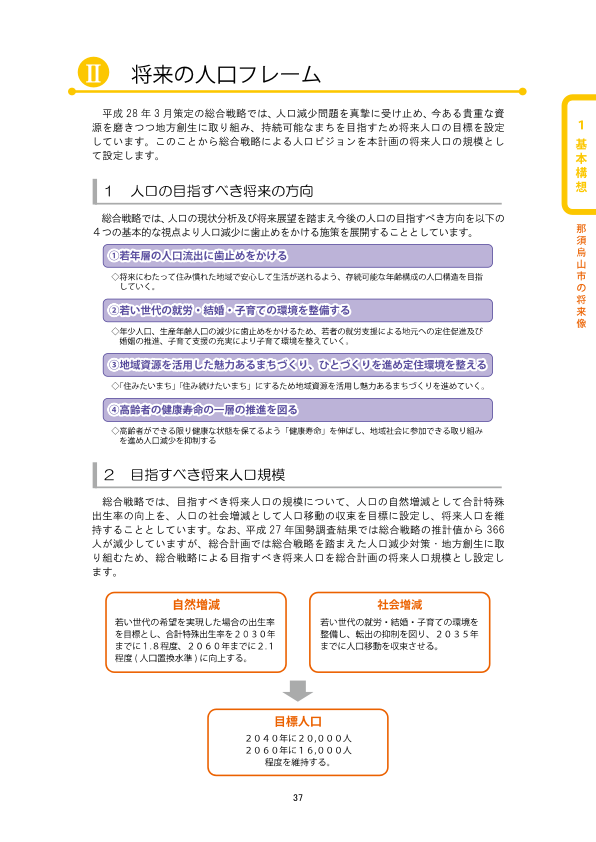 Ⅱ 将来の人口フレーム
平成 28 年 3 月策定の総合戦略では、人口減少問題を真摯に受け止め、今ある貴重な資
源を磨きつつ地方創生に取り組み、持続可能なまちを目指すため将来人口の目標を設定
しています。このことから総合戦略による人口ビジョンを本計画の将来人口の規模とし
て設定します。
1 人口の目指すべき将来の方向
総合戦略では、人口の現状分析及び将来展望を踏まえ今後の人口の目指すべき方向を以下の
4つの基本的な視点より人口減少に歯止めをかける施策を展開することとしています。
①若年層の人口流出に歯止めをかける
◇将来にわたって住み慣れた地域で安心して生活が送れるよう、存続可能な年齢構成の人口構造を目指
していく。
②若い世代の就労・結婚・子育ての環境を整備する
◇年少人口、生産年齢人口の減少に歯止めをかけるため、若者の就労支援による地元への定住促進及び
婚姻の推進、子育て支援の充実により子育て環境を整えていく。
③地域資源を活用した魅力あるまちづくり、ひとづくりを進め定住環境を整える
◇「住みたいまち」「住み続けたいまち」にするため地域資源を活用し魅力あるまちづくりを進めていく。
④高齢者の健康寿命の一層の推進を図る
◇高齢者ができる限り健康な状態を保てるよう「健康寿命」を伸ばし、地域社会に参加できる取り組み
を進め人口減少を抑制する
2 目指すべき将来人口規模
総合戦略では、目指すべき将来人口の規模について、人口の自然増減として合計特殊
出生率の向上を、人口の社会増減として人口移動の収束を目標に設定し、将来人口を維
持することとしています。なお、平成 27 年国勢調査結果では総合戦略の推計値から 366
人が減少していますが、総合計画では総合戦略を踏まえた人口減少対策・地方創生に取
り組むため、総合戦略による目指すべき将来人口を総合計画の将来人口規模とし設定し
ます。
自然増減
若い世代の希望を実現した場合の出生率
を目標とし、合計特殊出生率を2030年
までに1.8程度、2060年までに2.1
程度(人口置換水準)に向上する。
社会増減
若い世代の就労・結婚・子育ての環境を
整備し、転出の抑制を図り、2035年
までに人口移動を収束させる。
目標人口
2040年に20,000人
2060年に16,000人
程度を維持する。
37
1 基本構想
那須烏山市の将来像